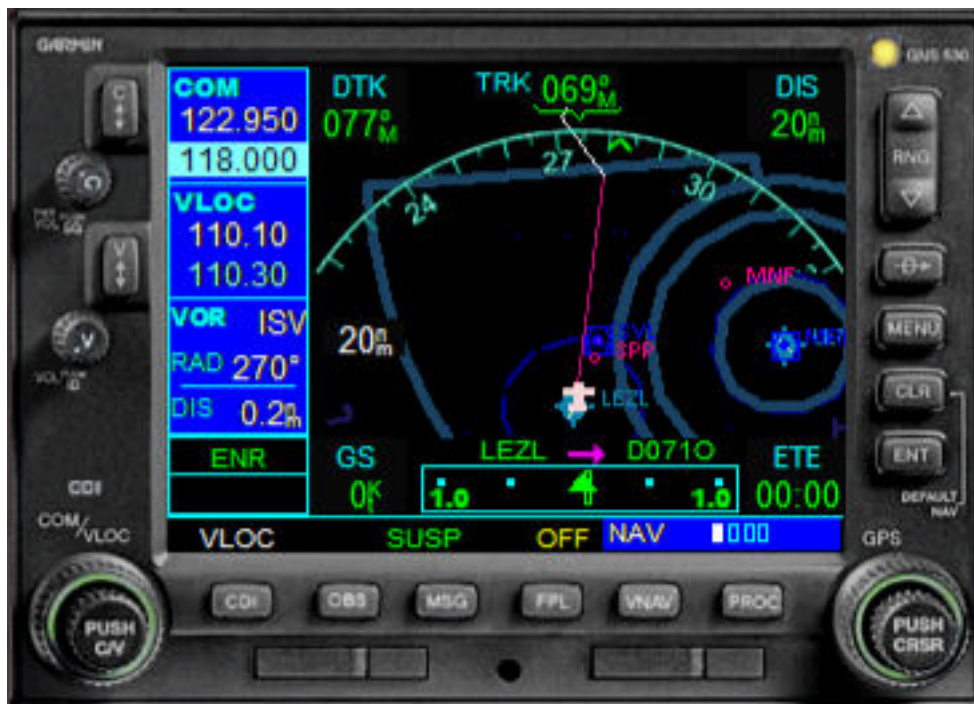 GARMIN
GNS 530
COM
122.950
118.000
VLOC
110.10
110.30
VOR ISV
RAD 270°
DIS 0.2nm
ENR
DTK
077°M
TRK 069°M
DIS
20nm
24
27
30
MNF
SPP
LEZL
20nm
GS
0Kt
LEZL → D071O
ETE
00:00
1.0
1.0
VLOC
SUSP
OFF
NAV
C
C
V
V
RNG
MENU
CLR
ENT
DEFAULT
NAV
CDI
COM/VLOC
PUSH
C/V
CDI
OBS
MSG
FPL
VNAV
PROC
GPS
PUSH
CRSR